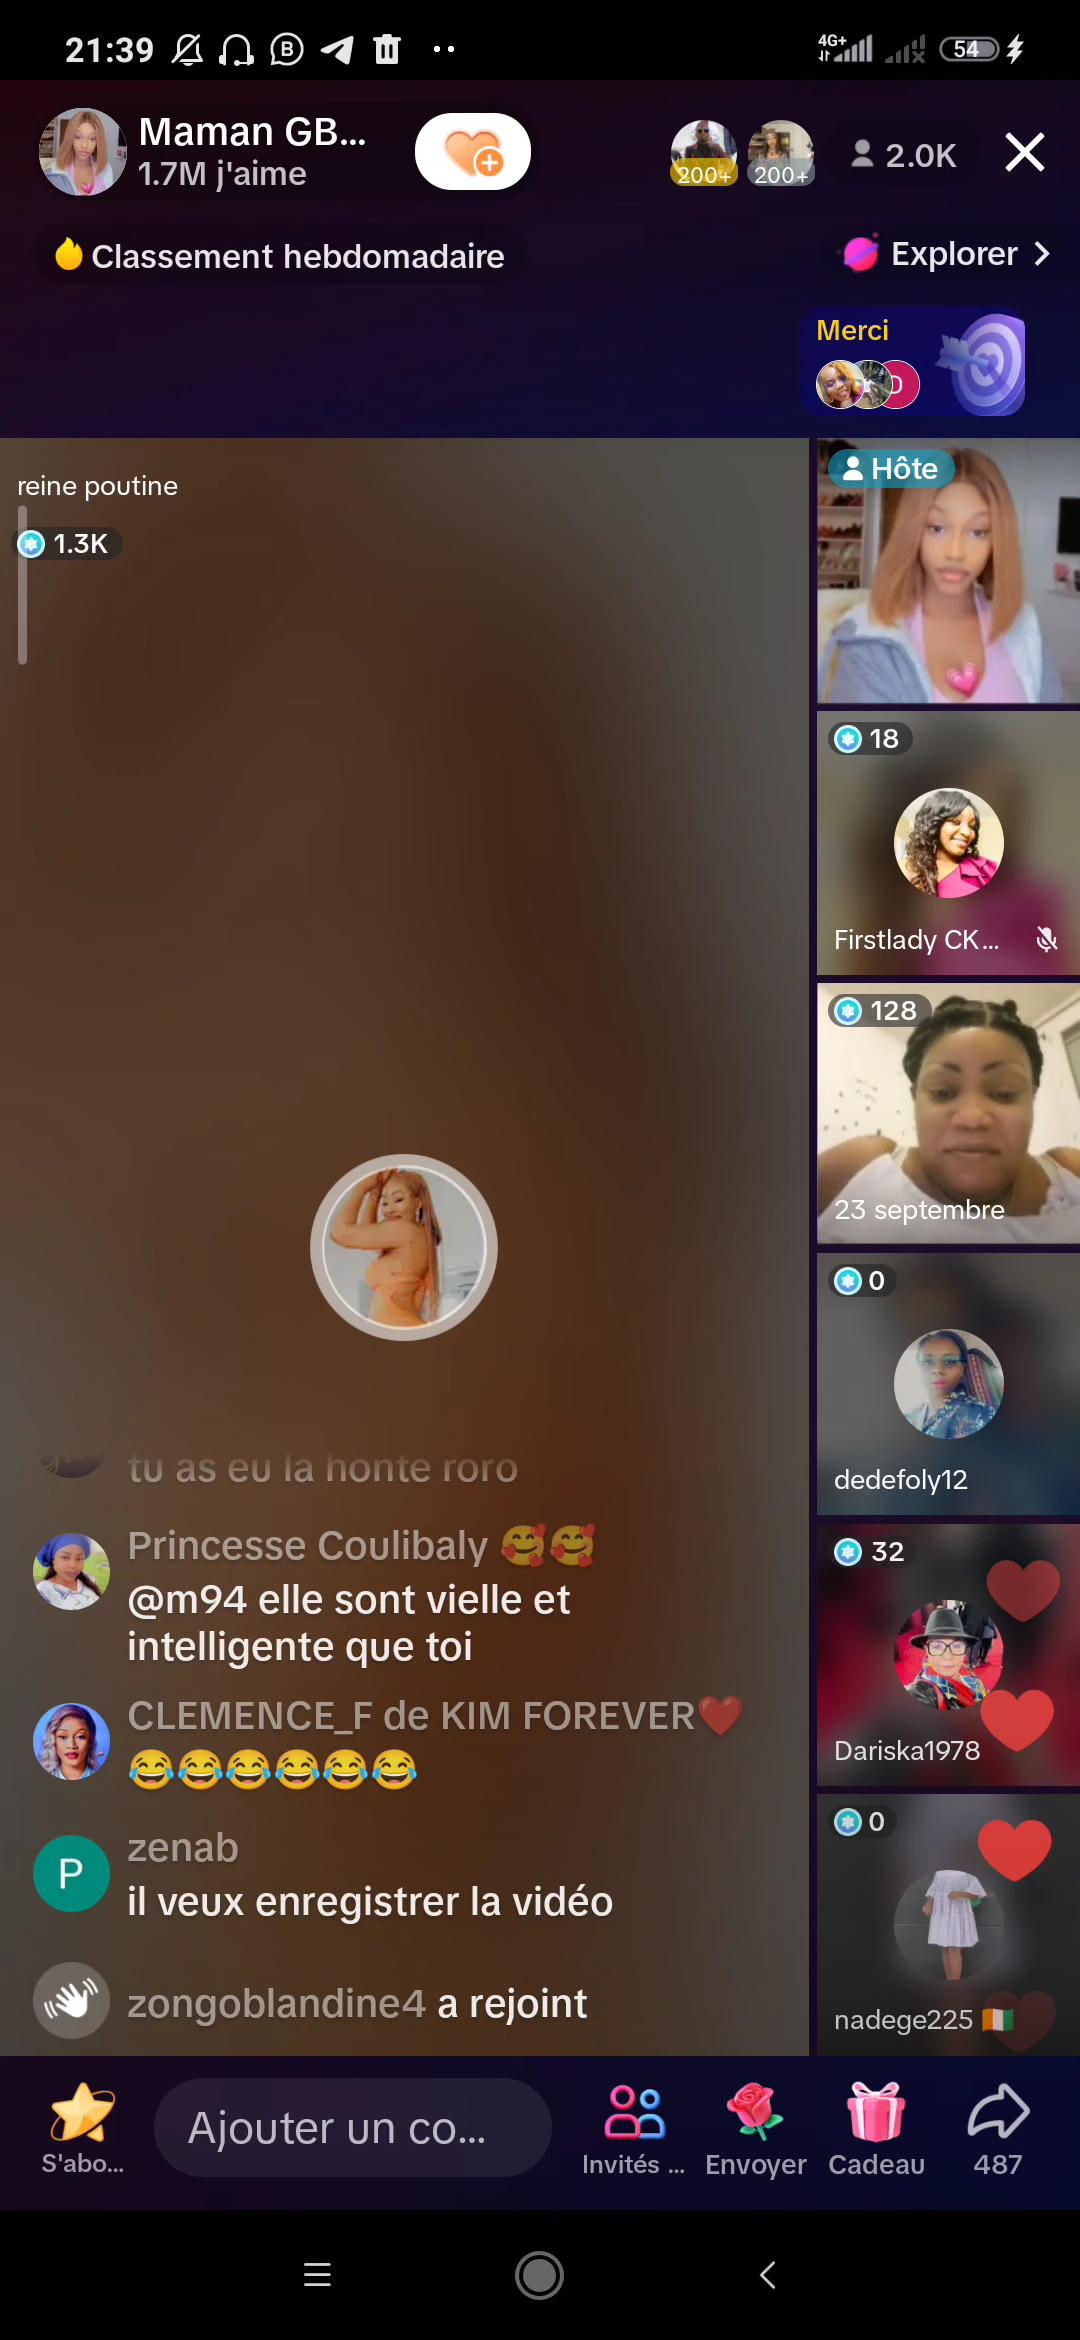 21:39
4G+
54
Maman GB...
1.7M j'aime
200+
200+
2.0K
Classement hebdomadaire
Explorer
Merci
D
reine poutine
1.3K
Hôte
18
Firstlady CK...
128
23 septembre
0
dedefoly12
32
Dariska1978
0
nadege225 🇨🇮
tu as eu la honte roro
Princesse Coulibaly 🥰🥰
@m94 elle sont vielle et
intelligente que toi
CLEMENCE_F de KIM FOREVER❤️
😂😂😂😂😂😂
P
zenab
il veux enregistrer la vidéo
zongoblandine4 a rejoint
S'abo...
Ajouter un co...
Invités ...
Envoyer
Cadeau
487